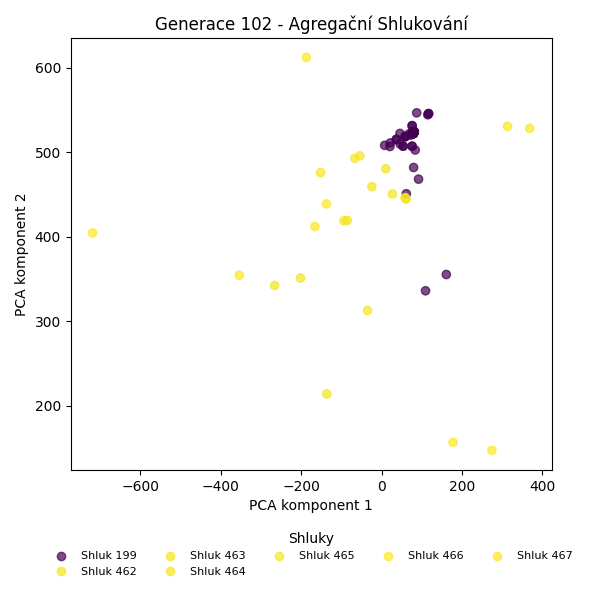 Generace 102 - Agregační Shlukování
PCA komponent 2
600
500
400
300
200
−600 −400 −200 0 200 400
PCA komponent 1
Shluky
Shluk 199 Shluk 463 Shluk 465 Shluk 466 Shluk 467
Shluk 462 Shluk 464